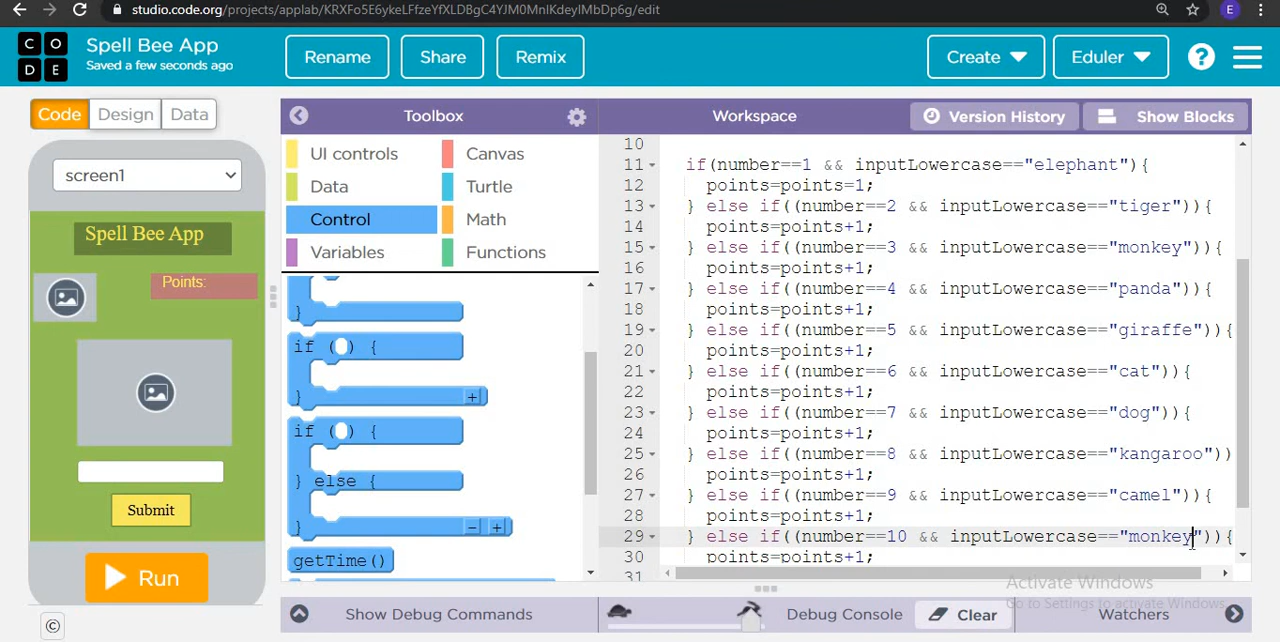 studio.code.org/projects/applab/KRXFo5E6ykeLFfzeYfXLDBgC4YJM0MnIKdeyIMbDp6g/edit
E
C O D E
Spell Bee App
Saved a few seconds ago
Rename
Share
Remix
Create
Eduler
?
Code
Design
Data
Toolbox
Workspace
Version History
Show Blocks
screen1
Spell Bee App
Points:
Submit
Run
©
UI controls
Canvas
Data
Turtle
Control
Math
Variables
Functions
}
if ( ) {
}
+
if ( ) {
} else {
}
- +
getTime()
10
11 if(number==1 && inputLowercase=="elephant"){
12 points=points=1;
13 } else if((number==2 && inputLowercase=="tiger")){
14 points=points+1;
15 } else if((number==3 && inputLowercase=="monkey")){
16 points=points+1;
17 } else if((number==4 && inputLowercase=="panda")){
18 points=points+1;
19 } else if((number==5 && inputLowercase=="giraffe")){
20 points=points+1;
21 } else if((number==6 && inputLowercase=="cat")){
22 points=points+1;
23 } else if((number==7 && inputLowercase=="dog")){
24 points=points+1;
25 } else if((number==8 && inputLowercase=="kangaroo"))
26 points=points+1;
27 } else if((number==9 && inputLowercase=="camel")){
28 points=points+1;
29 } else if((number==10 && inputLowercase=="monkey")){
30 points=points+1;
31
Activate Windows
Go to Settings to activate Windows.
Show Debug Commands
Debug Console
Clear
Watchers